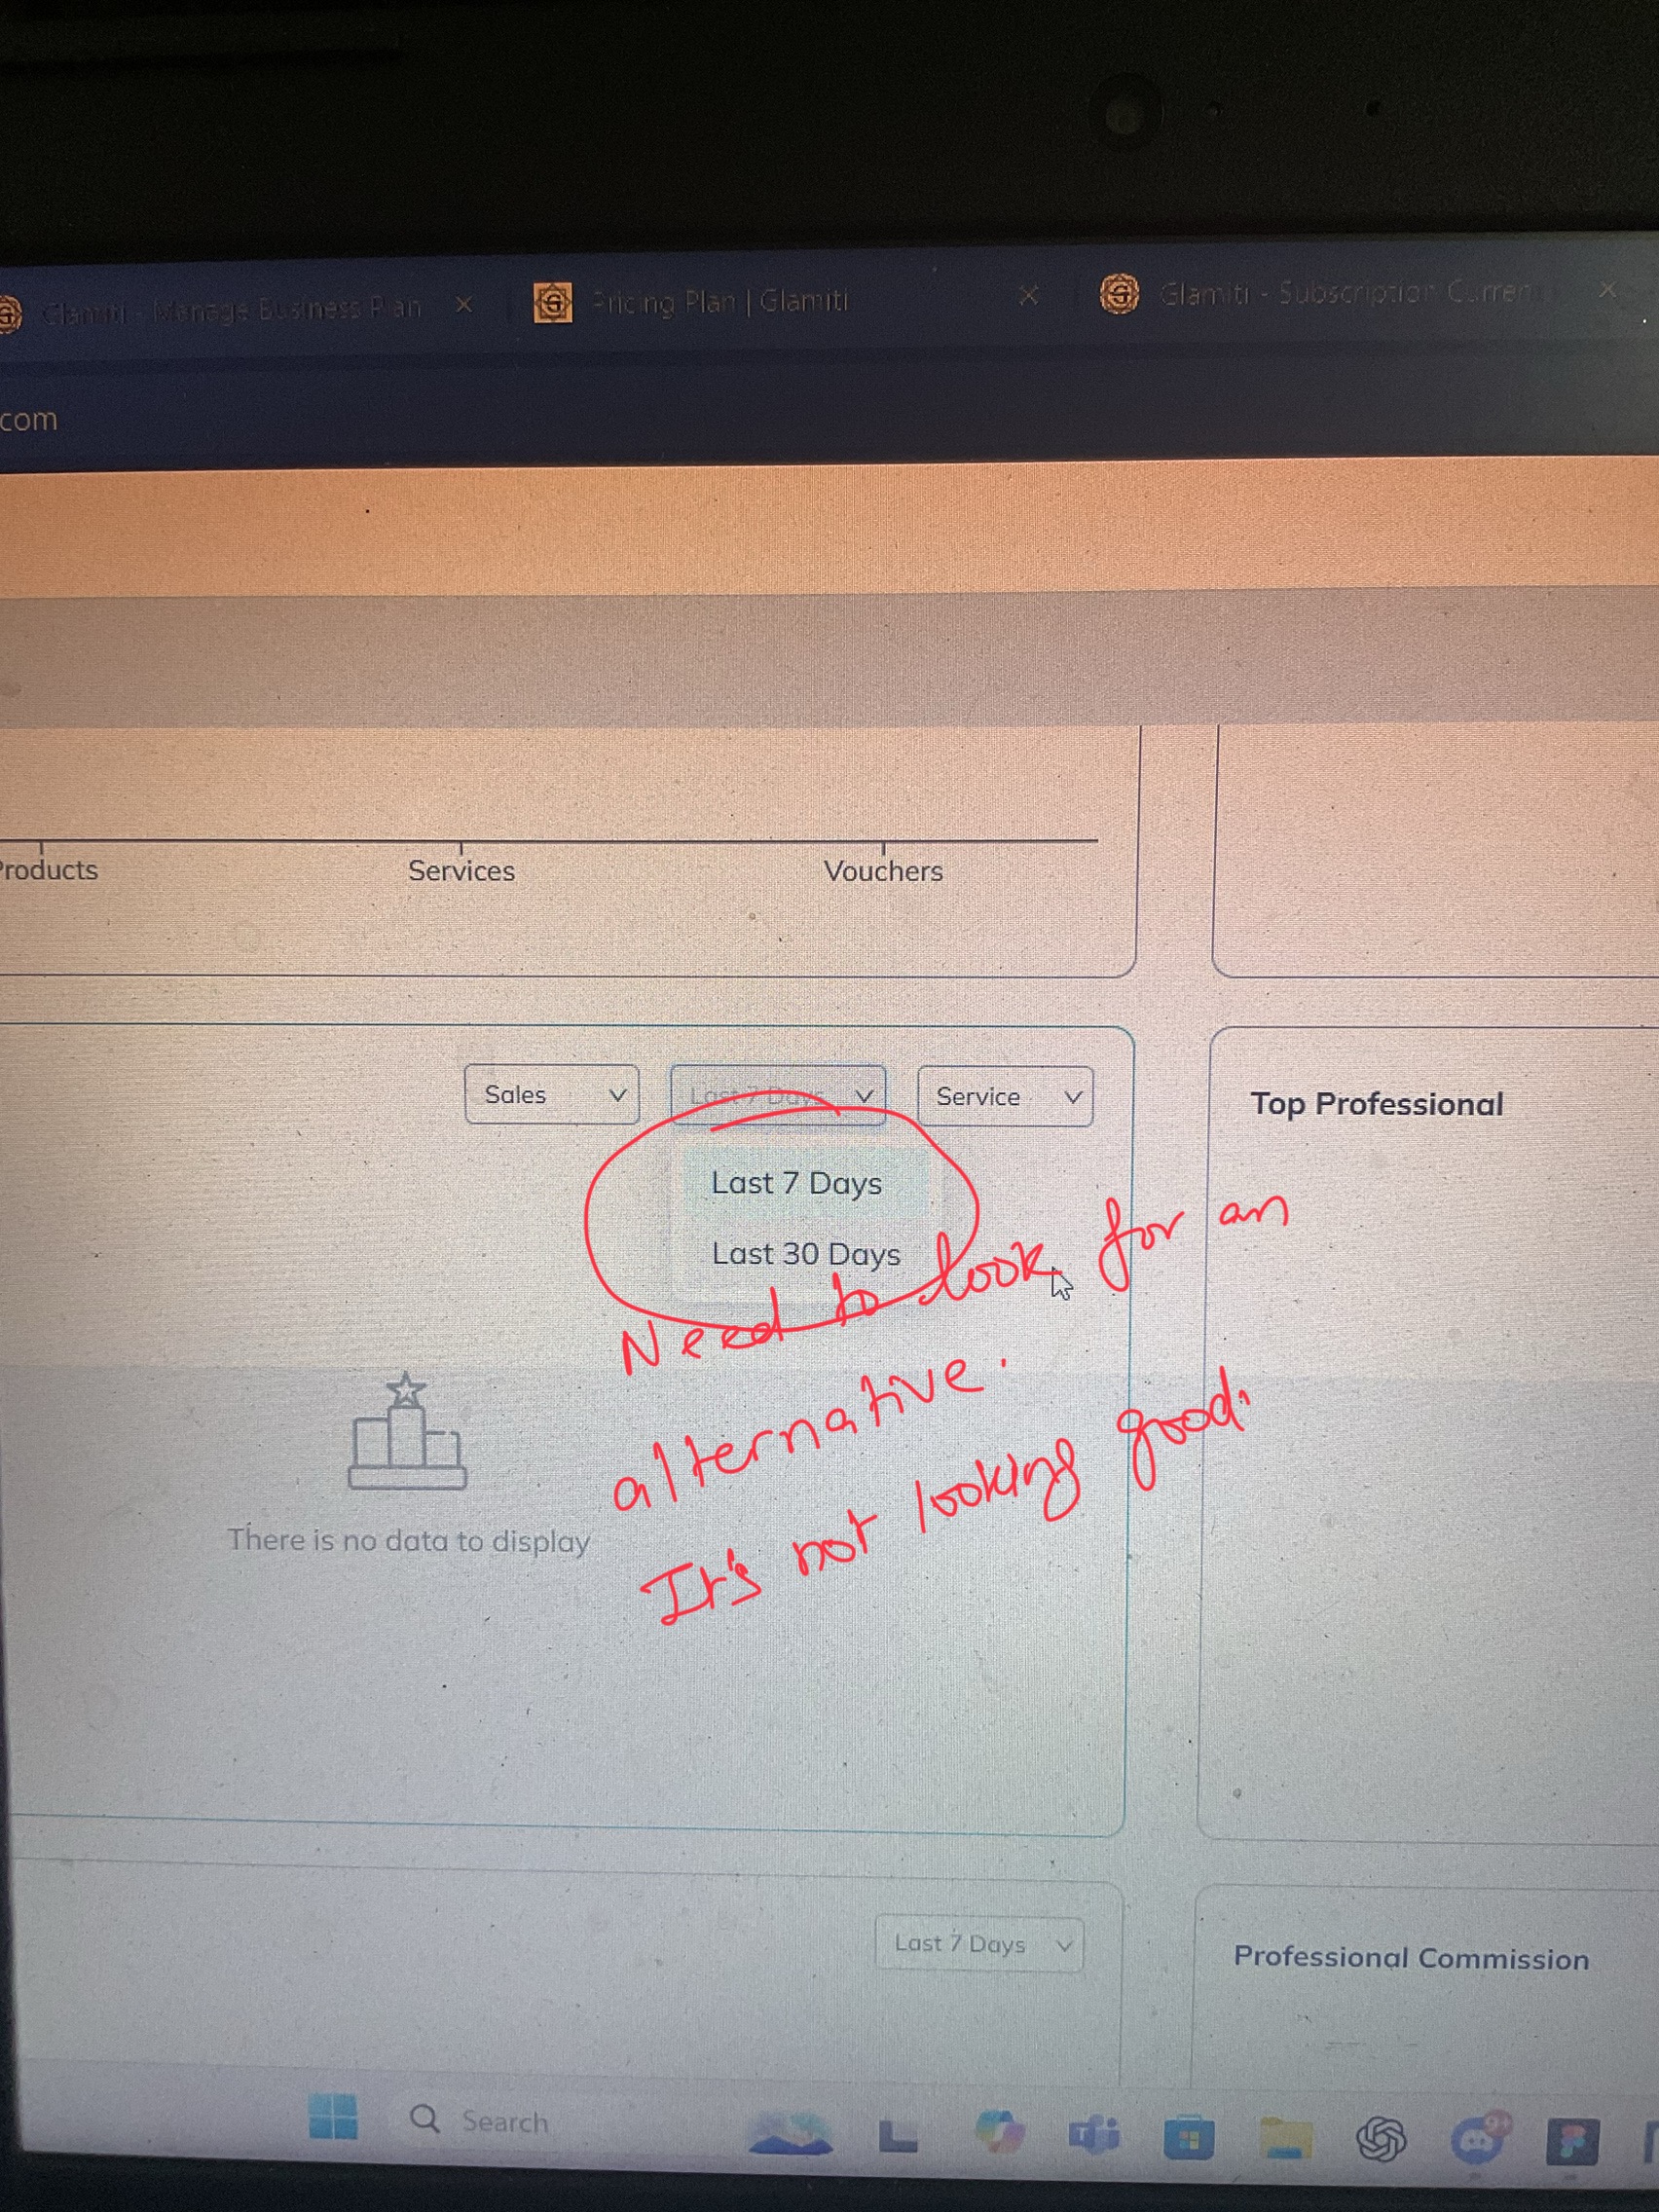 Glamiti - Manage Business Plan
Pricing Plan | Glamiti
Glamiti - Subscription Curren
com
Products Services Vouchers
Sales Last 7 Days Service
Top Professional
Last 7 Days
Last 30 Days
Need to look for an
alternative.
It's not looking good.
There is no data to display
Last 7 Days
Professional Commission
Search
9+